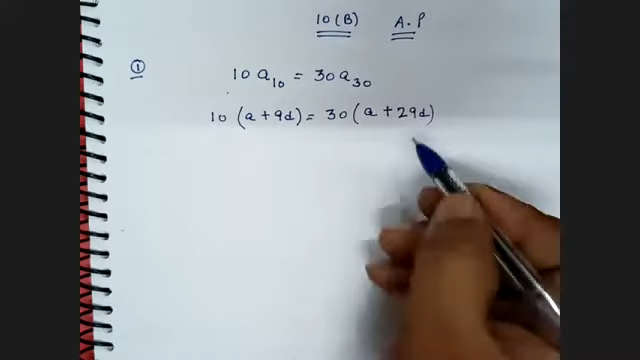 10(B) A.P
① 10 a₁₀ = 30 a₃₀
10 (a + 9d) = 30 (a + 29d)